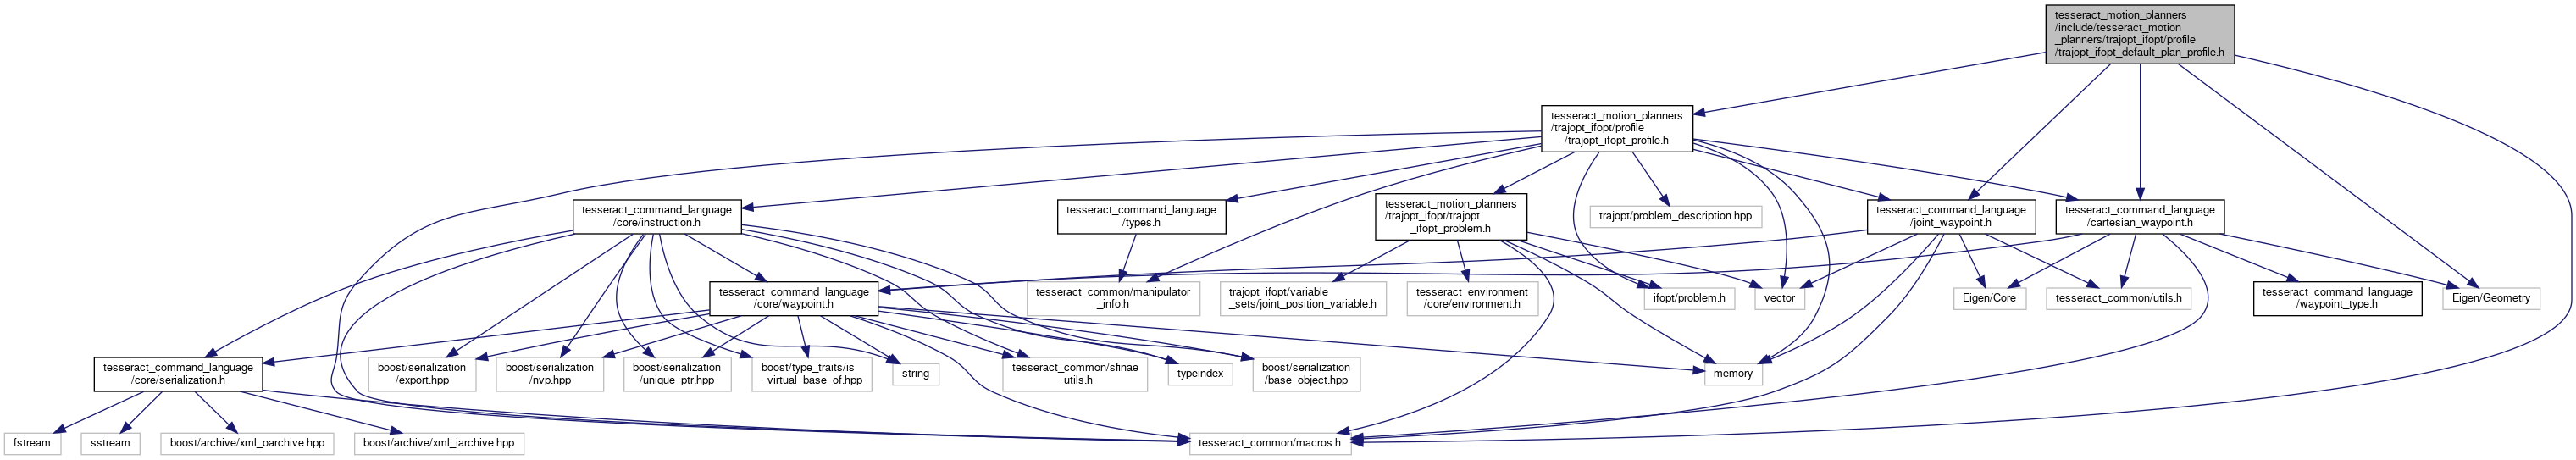 tesseract_motion_planners
/include/tesseract_motion
_planners/trajopt_ifopt/profile
/trajopt_ifopt_default_plan_profile.h
tesseract_motion_planners
/trajopt_ifopt/profile
/trajopt_ifopt_profile.h
tesseract_command_language
/core/instruction.h
tesseract_command_language
/types.h
tesseract_motion_planners
/trajopt_ifopt/trajopt
_ifopt_problem.h
trajopt/problem_description.hpp
tesseract_command_language
/joint_waypoint.h
tesseract_command_language
/cartesian_waypoint.h
tesseract_command_language
/core/waypoint.h
tesseract_common/manipulator
_info.h
trajopt_ifopt/variable
_sets/joint_position_variable.h
tesseract_environment
/core/environment.h
ifopt/problem.h
vector
Eigen/Core
tesseract_common/utils.h
tesseract_command_language
/waypoint_type.h
Eigen/Geometry
tesseract_command_language
/core/serialization.h
boost/serialization
/export.hpp
boost/serialization
/nvp.hpp
boost/serialization
/unique_ptr.hpp
boost/type_traits/is
_virtual_base_of.hpp
string
tesseract_common/sfinae
_utils.h
typeindex
boost/serialization
/base_object.hpp
memory
fstream
sstream
boost/archive/xml_oarchive.hpp
boost/archive/xml_iarchive.hpp
tesseract_common/macros.h